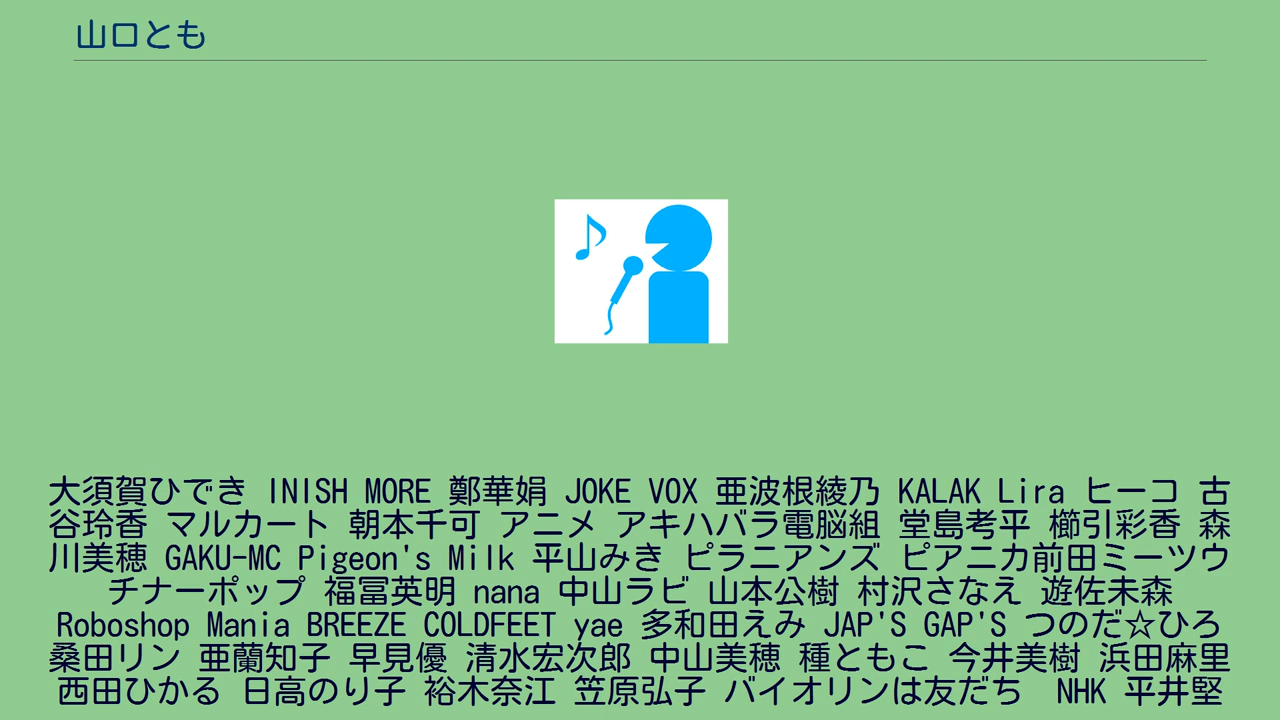 山口とも
大須賀ひでき INISH MORE 鄭華娟 JOKE VOX 亜波根綾乃 KALAK Lira ヒーコ 古
谷玲香 マルカート 朝本千可 アニメ アキハバラ電脳組 堂島考平 櫛引彩香 森
川美穂 GAKU-MC Pigeon's Milk 平山みき ピラニアンズ ピアニカ前田ミーツウ
チナーポップ 福冨英明 nana 中山ラビ 山本公樹 村沢さなえ 遊佐未森
Roboshop Mania BREEZE COLDFEET yae 多和田えみ JAP'S GAP'S つのだ☆ひろ
桑田リン 亜蘭知子 早見優 清水宏次郎 中山美穂 種ともこ 今井美樹 浜田麻里
西田ひかる 日高のり子 裕木奈江 笠原弘子 バイオリンは友だち　NHK 平井堅